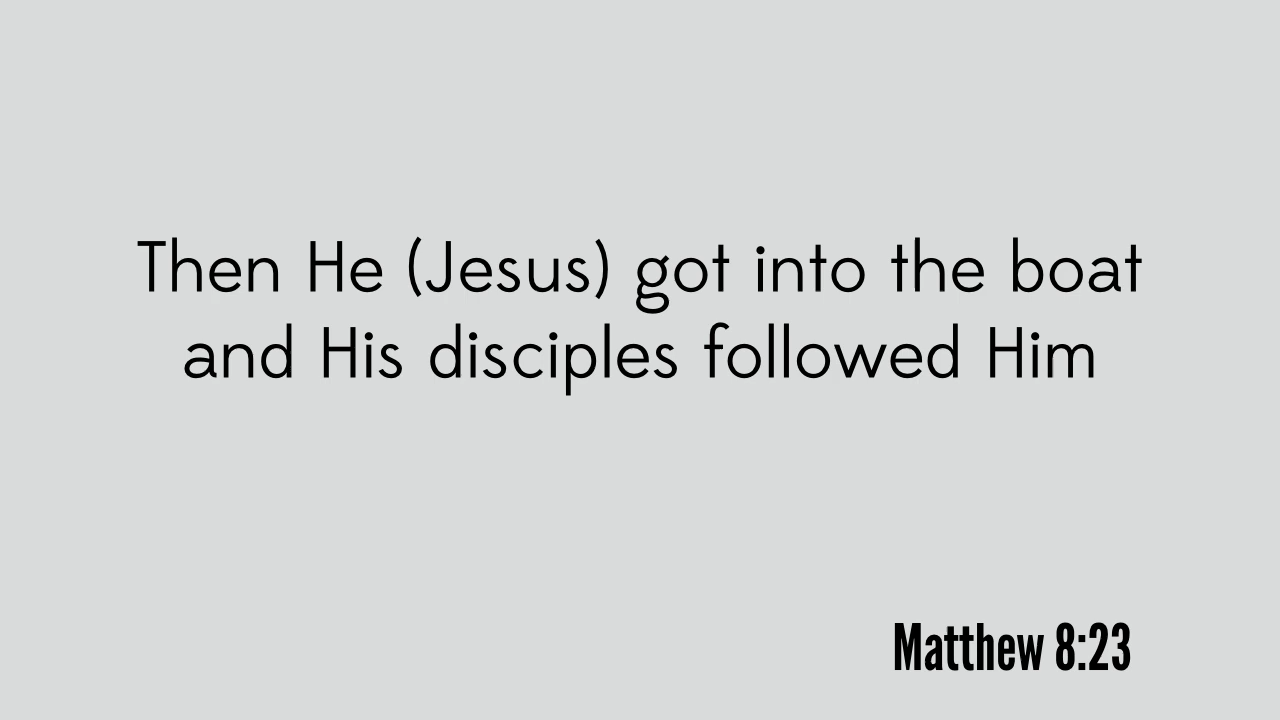 Then He (Jesus) got into the boat
and His disciples followed Him
Matthew 8:23